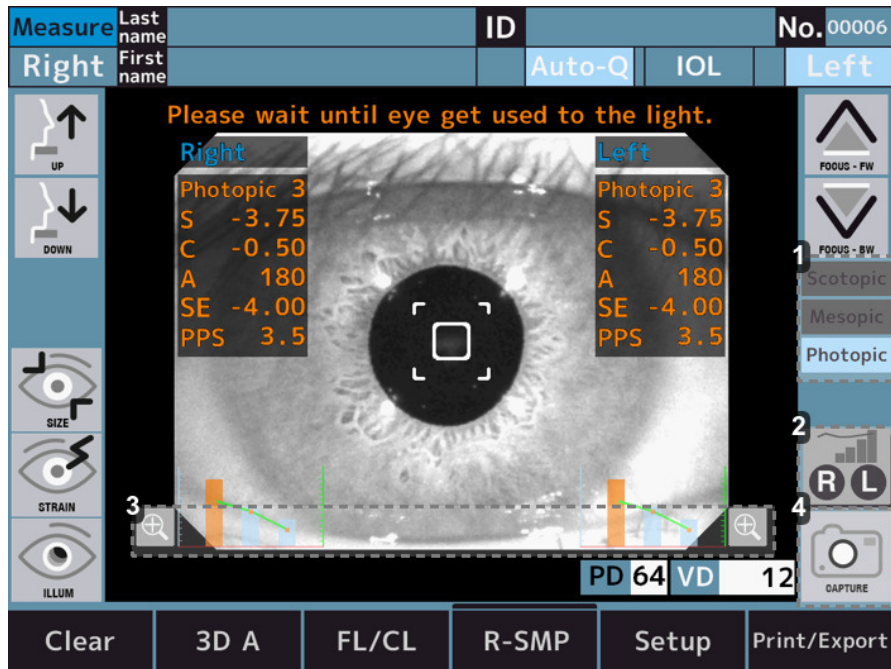 Measure Last name ID No. 00006
Right First name Auto-Q IOL Left
Please wait until eye get used to the light.
UP
DOWN
SIZE
STRAIN
ILLUM
Right
Photopic 3
S -3.75
C -0.50
A 180
SE -4.00
PPS 3.5
Left
Photopic 3
S -3.75
C -0.50
A 180
SE -4.00
PPS 3.5
FOCUS - FW
FOCUS - BW
1
Scotopic
Mesopic
Photopic
2
R L
3
4
CAPTURE
PD 64 VD 12
Clear 3D A FL/CL R-SMP Setup Print/Export